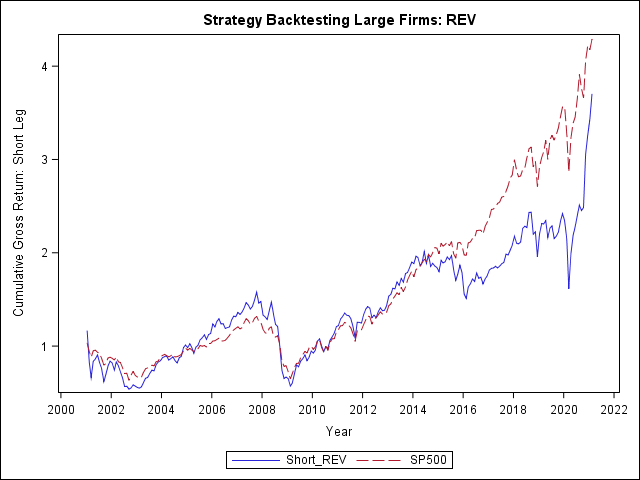 Strategy Backtesting Large Firms: REV
Cumulative Gross Return: Short Leg
4
3
2
1
2000 2002 2004 2006 2008 2010 2012 2014 2016 2018 2020 2022
Year
Short_REV SP500